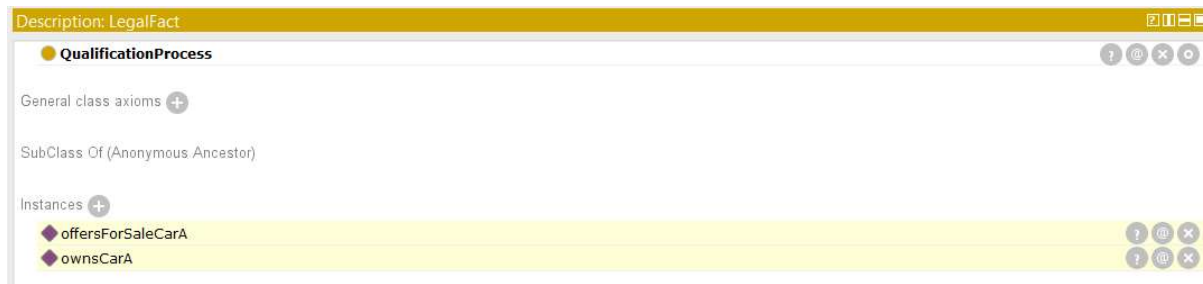 Description: LegalFact
QualificationProcess
General class axioms
SubClass Of (Anonymous Ancestor)
Instances
offersForSaleCarA
ownsCarA